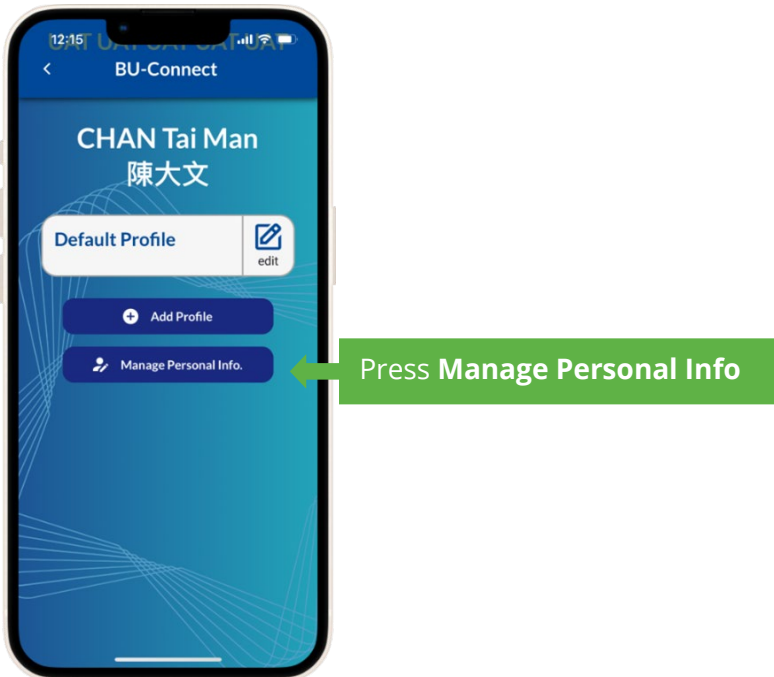 12:15
UAT UAT UAT UAT UAT
BU-Connect
CHAN Tai Man
陳大文
Default Profile
edit
Add Profile
Manage Personal Info.
Press Manage Personal Info